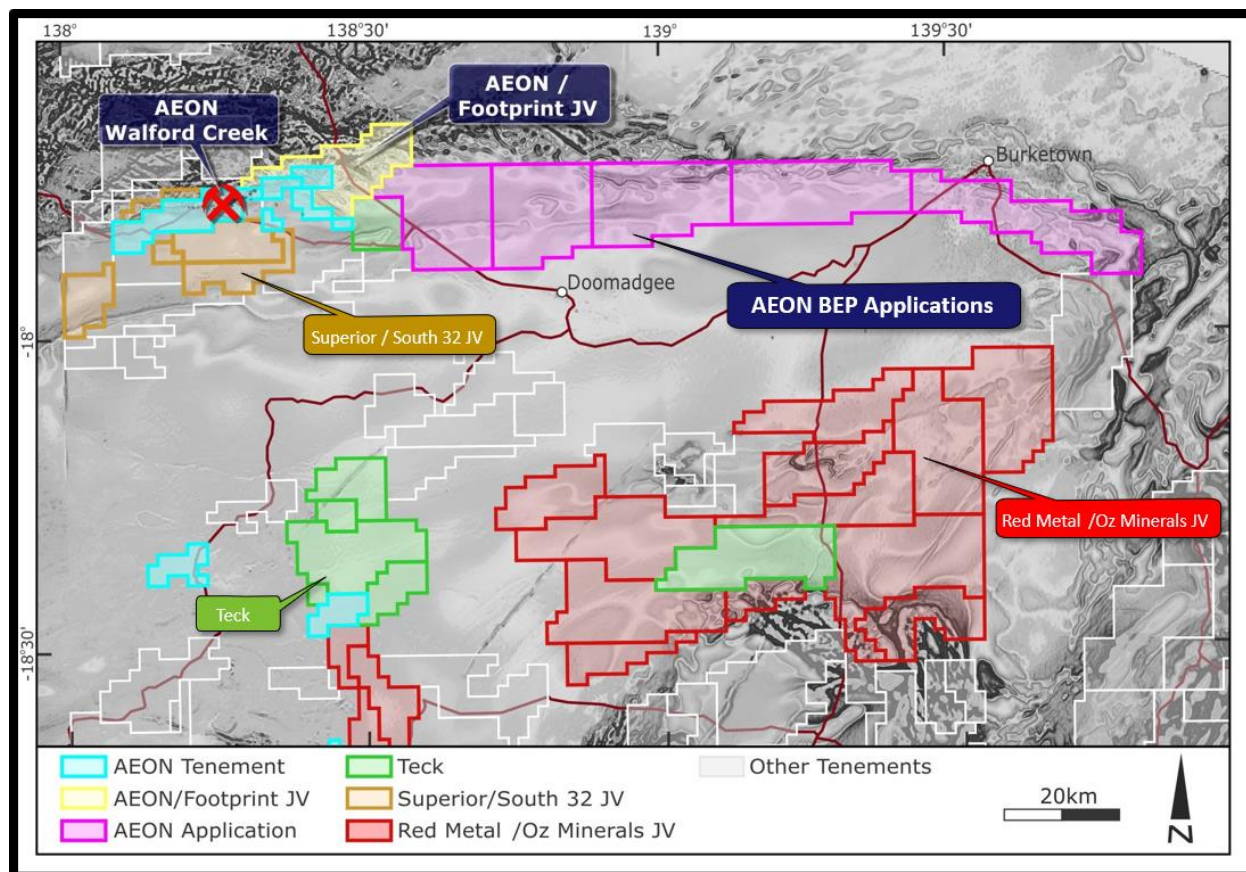 138°
138°30'
139°
139°30'
AEON /
Footprint JV
AEON
Walford Creek
Burketown
Doomadgee
AEON BEP Applications
Superior / South 32 JV
-18°
Red Metal /Oz Minerals JV
Teck
-18°30'
AEON Tenement
Teck
Other Tenements
AEON/Footprint JV
Superior/South 32 JV
20km
AEON Application
Red Metal /Oz Minerals JV
N